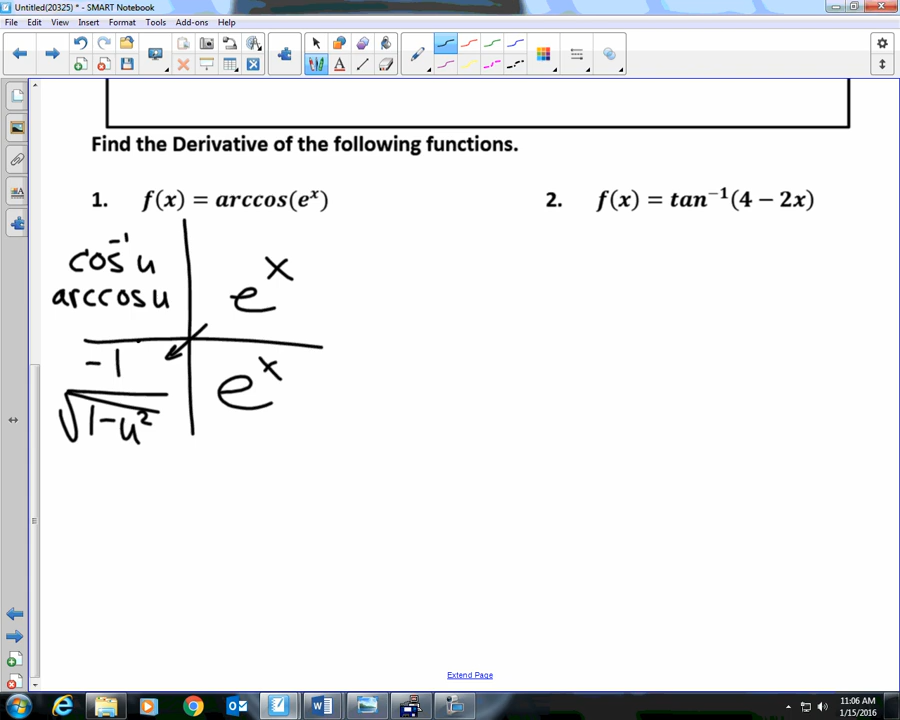 Untitled(20325) * - SMART Notebook
File Edit View Insert Format Tools Add-ons Help
Find the Derivative of the following functions.
1. f(x) = arccos(eˣ)
2. f(x) = tan⁻¹(4 − 2x)
cos⁻¹u
arccosu
eˣ
-1
√1-u²
eˣ
Extend Page
11:06 AM
1/15/2016